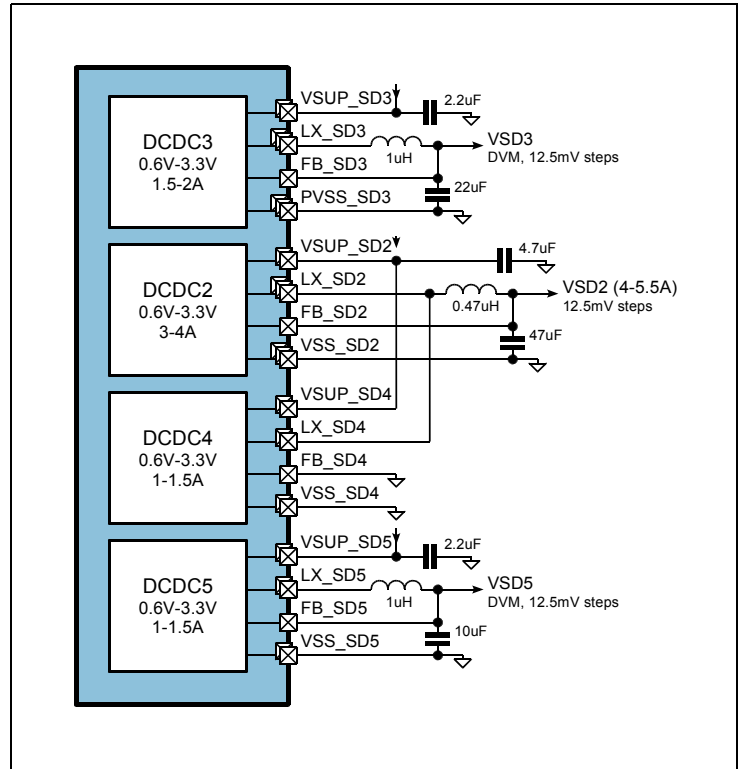 VSUP_SD3
2.2uF
DCDC3
0.6V-3.3V
1.5-2A
LX_SD3
1uH
VSD3
DVM, 12.5mV steps
FB_SD3
22uF
PVSS_SD3
VSUP_SD2
4.7uF
DCDC2
0.6V-3.3V
3-4A
LX_SD2
0.47uH
VSD2 (4-5.5A)
12.5mV steps
FB_SD2
47uF
VSS_SD2
VSUP_SD4
DCDC4
0.6V-3.3V
1-1.5A
LX_SD4
FB_SD4
VSS_SD4
VSUP_SD5
2.2uF
DCDC5
0.6V-3.3V
1-1.5A
LX_SD5
1uH
VSD5
DVM, 12.5mV steps
FB_SD5
10uF
VSS_SD5